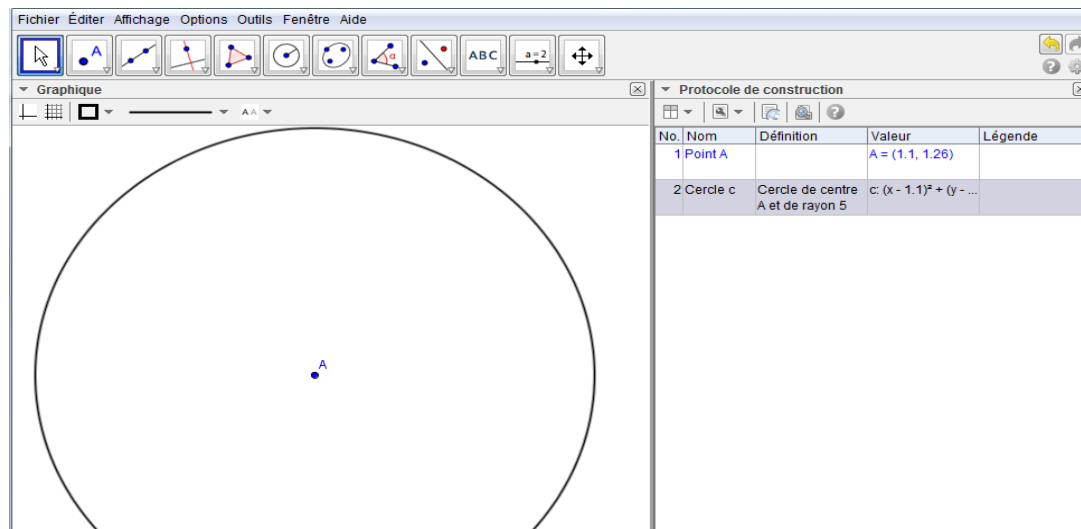 Fichier Éditer Affichage Options Outils Fenêtre Aide
A
α
ABC
a=2
Graphique
Protocole de construction
A A
No. Nom Définition Valeur Légende
1 Point A A = (1.1, 1.26)
2 Cercle c Cercle de centre c: (x - 1.1)² + (y - ...
A et de rayon 5
A